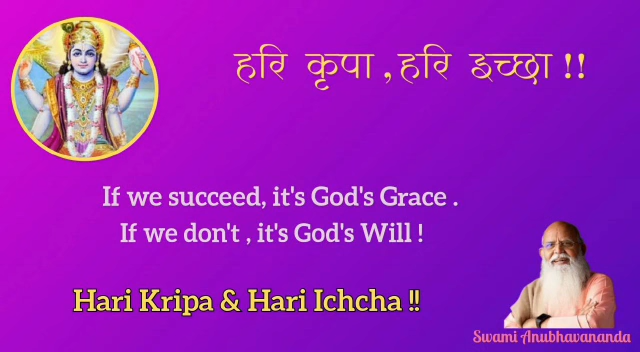 हरि कृपा , हरि इच्छा !!
If we succeed, it's God's Grace .
If we don't , it's God's Will !
Hari Kripa & Hari Ichcha !!
Swami Anubhavananda